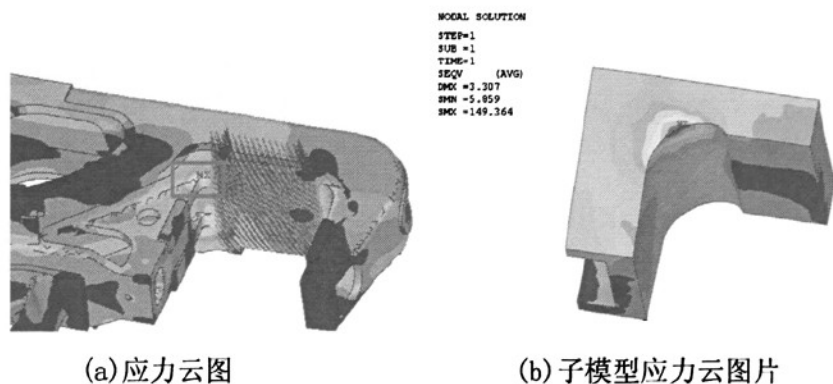 NODAL SOLUTION
STEP=1
SUB =1
TIME=1
SEQV (AVG)
DMX =3.307
SMN =5.859
SMX =149.364
(a)应力云图
(b)子模型应力云图片